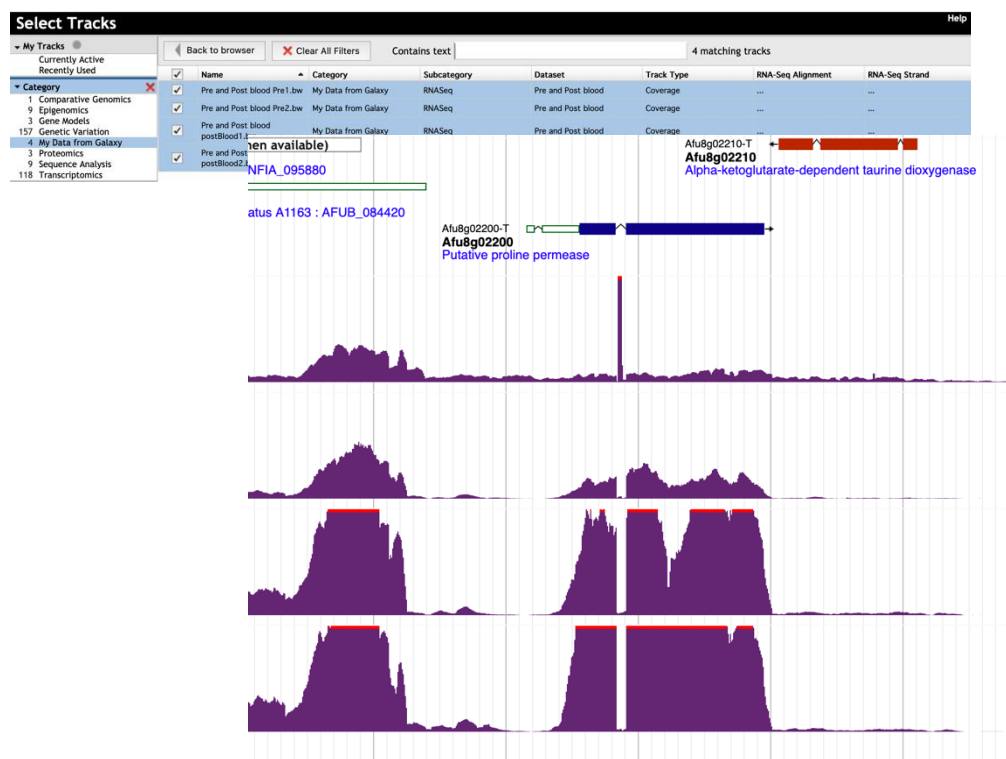 Select Tracks
Help
My Tracks
Currently Active
Recently Used
Category
1 Comparative Genomics
9 Epigenomics
3 Gene Models
157 Genetic Variation
4 My Data from Galaxy
3 Proteomics
9 Sequence Analysis
118 Transcriptomics
Back to browser
Clear All Filters
Contains text
4 matching tracks
Name Category Subcategory Dataset Track Type RNA-Seq Alignment RNA-Seq Strand
Pre and Post blood Pre1.bw My Data from Galaxy RNASeq Pre and Post blood Coverage ... ...
Pre and Post blood Pre2.bw My Data from Galaxy RNASeq Pre and Post blood Coverage ... ...
Pre and Post blood
postBlood1.t My Data from Galaxy RNASeq Pre and Post blood Coverage ... ...
Pre and Post
postBlood2.t
hen available)
NFIA_095880
atus A1163 : AFUB_084420
Afu8g02210-T
Afu8g02210
Alpha-ketoglutarate-dependent taurine dioxygenase
Afu8g02200-T
Afu8g02200
Putative proline permease